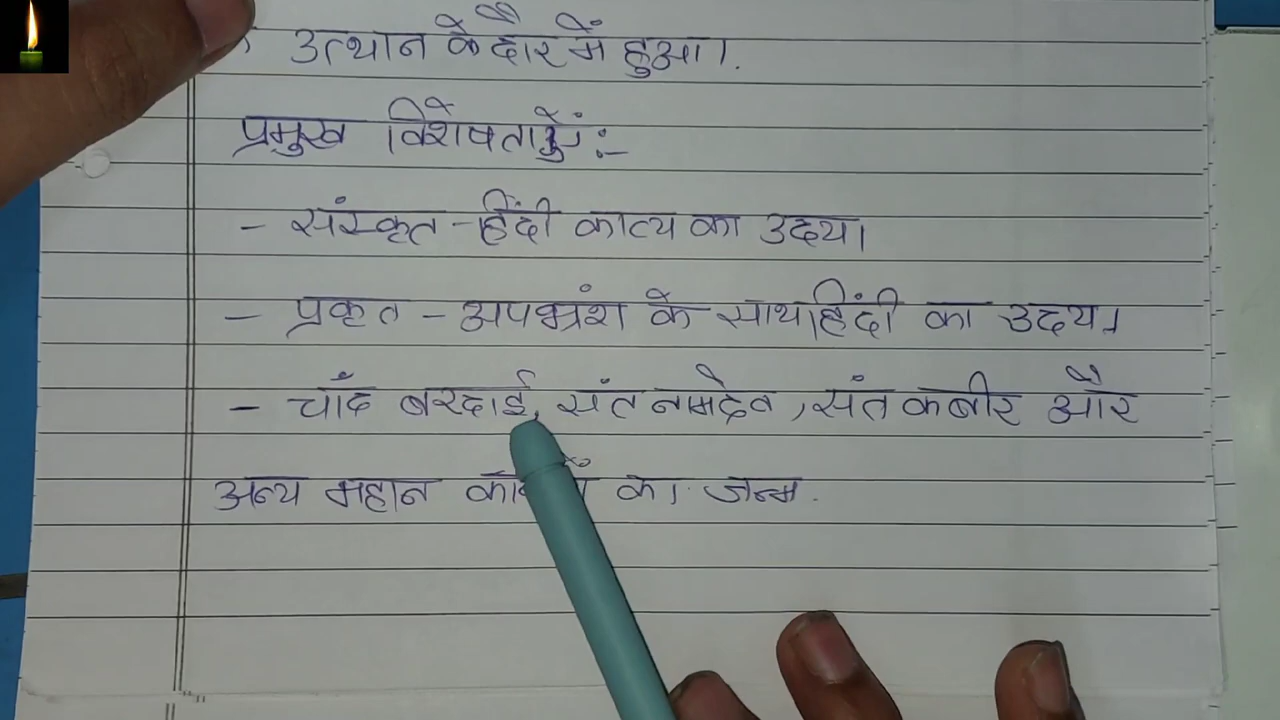 उत्थान के दौर में हुआ।
प्रमुख विशेषताएँ :-
- संस्कृत - हिंदी काव्य का उदय।
- प्रकृत - अपभ्रंश के साथ हिंदी का उदय।
- चाँद बरदाई, संत नामदेव, संत कबीर और
अन्य महान का जन्म.